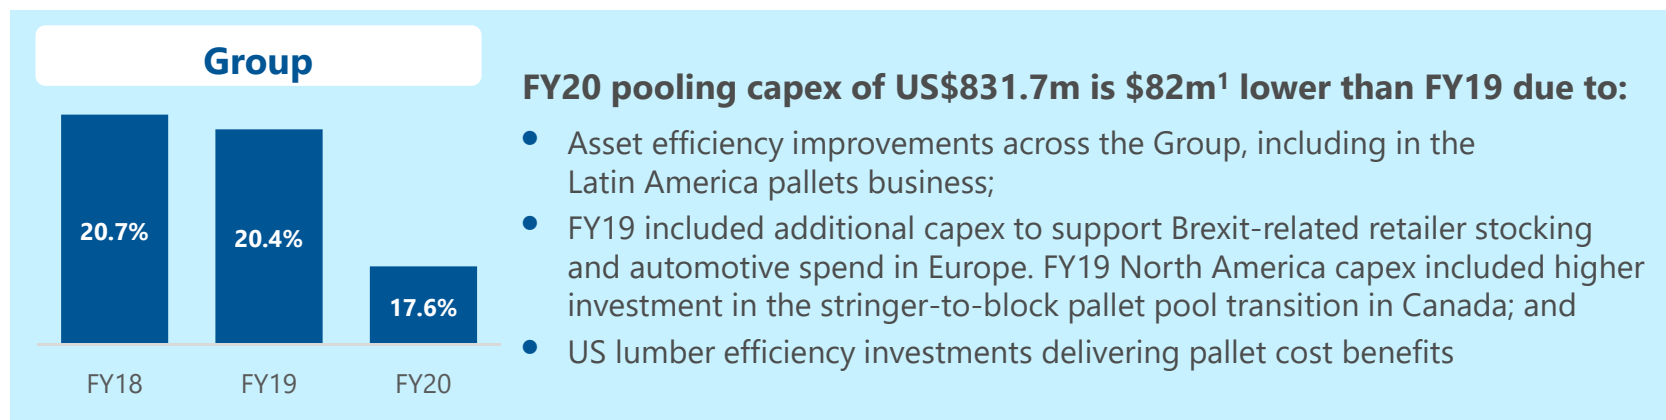 Group
20.7%
20.4%
17.6%
FY18
FY19
FY20
FY20 pooling capex of US$831.7m is $82m¹ lower than FY19 due to:
• Asset efficiency improvements across the Group, including in the
Latin America pallets business;
• FY19 included additional capex to support Brexit-related retailer stocking
and automotive spend in Europe. FY19 North America capex included higher
investment in the stringer-to-block pallet pool transition in Canada; and
• US lumber efficiency investments delivering pallet cost benefits